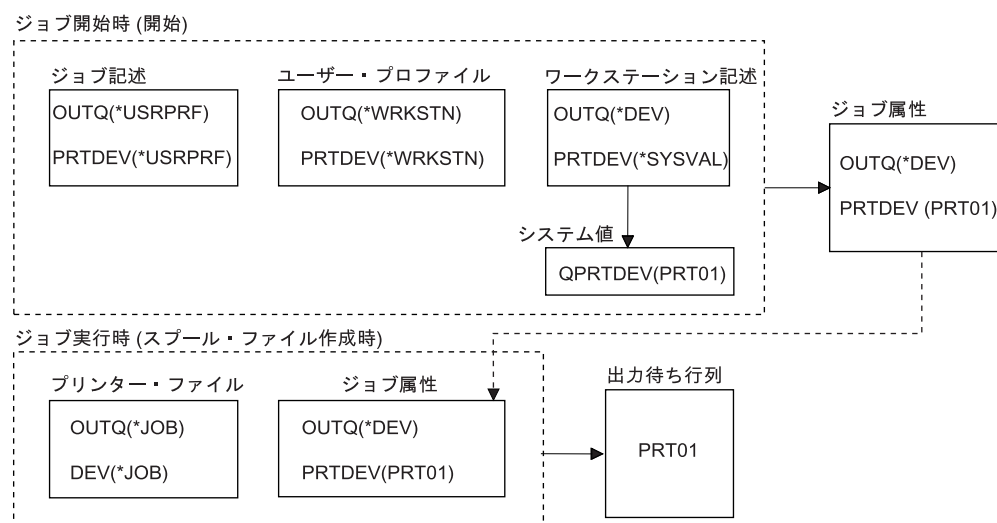 ジョブ開始時 (開始)
ジョブ記述
OUTQ(*USRPRF)
PRTDEV(*USRPRF)
ユーザー・プロファイル
OUTQ(*WRKSTN)
PRTDEV(*WRKSTN)
ワークステーション記述
OUTQ(*DEV)
PRTDEV(*SYSVAL)
システム値
QPRTDEV(PRT01)
ジョブ属性
OUTQ(*DEV)
PRTDEV (PRT01)
ジョブ実行時 (スプール・ファイル作成時)
プリンター・ファイル
OUTQ(*JOB)
DEV(*JOB)
ジョブ属性
OUTQ(*DEV)
PRTDEV(PRT01)
出力待ち行列
PRT01